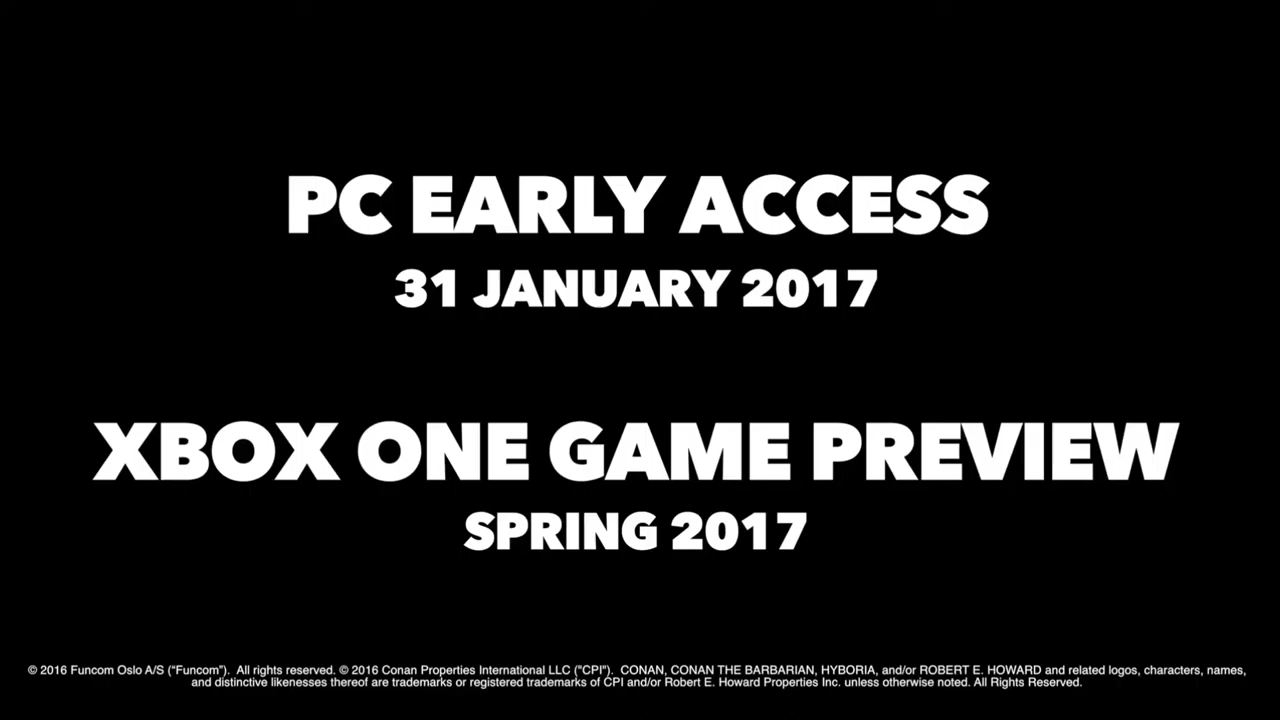 PC EARLY ACCESS
31 JANUARY 2017
XBOX ONE GAME PREVIEW
SPRING 2017
© 2016 Funcom Oslo A/S (“Funcom”). All rights reserved. © 2016 Conan Properties International LLC ("CPI"). CONAN, CONAN THE BARBARIAN, HYBORIA, and/or ROBERT E. HOWARD and related logos, characters, names,
and distinctive likenesses thereof are trademarks or registered trademarks of CPI and/or Robert E. Howard Properties Inc. unless otherwise noted. All Rights Reserved.